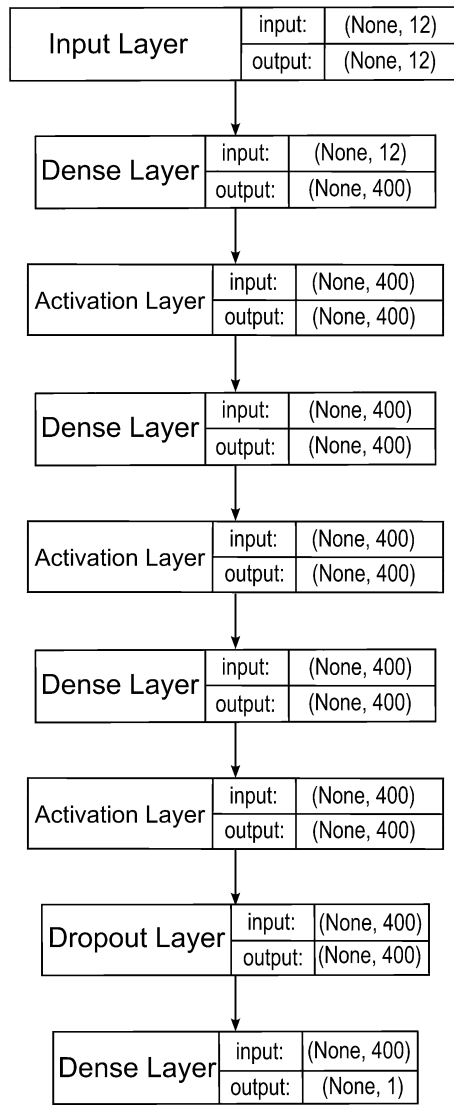 Input Layer
input: (None, 12)
output: (None, 12)
Dense Layer
input: (None, 12)
output: (None, 400)
Activation Layer
input: (None, 400)
output: (None, 400)
Dense Layer
input: (None, 400)
output: (None, 400)
Activation Layer
input: (None, 400)
output: (None, 400)
Dense Layer
input: (None, 400)
output: (None, 400)
Activation Layer
input: (None, 400)
output: (None, 400)
Dropout Layer
input: (None, 400)
output: (None, 400)
Dense Layer
input: (None, 400)
output: (None, 1)